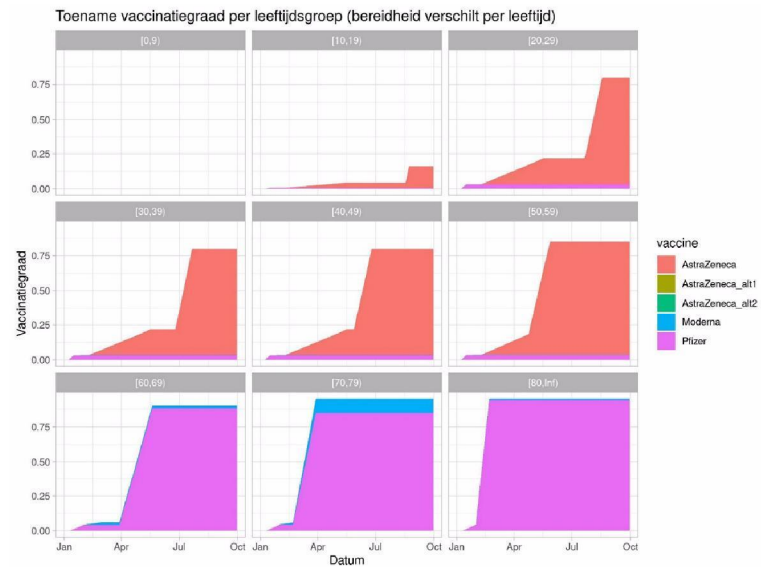 Toename vaccinatiegraad per leeftijdsgroep (bereidheid verschilt per leeftijd)
[0,9) [10,19) [20,29)
0.75
0.50
0.25
0.00
[30,39) [40,49) [50,59)
0.75
0.50
0.25
0.00
[60,69) [70,79) [80,Inf)
0.75
0.50
0.25
0.00
Jan Apr Jul Oct Jan Apr Jul Oct Jan Apr Jul Oct
Datum
Vaccinatiegraad
vaccine
AstraZeneca
AstraZeneca_alt1
AstraZeneca_alt2
Moderna
Pfizer